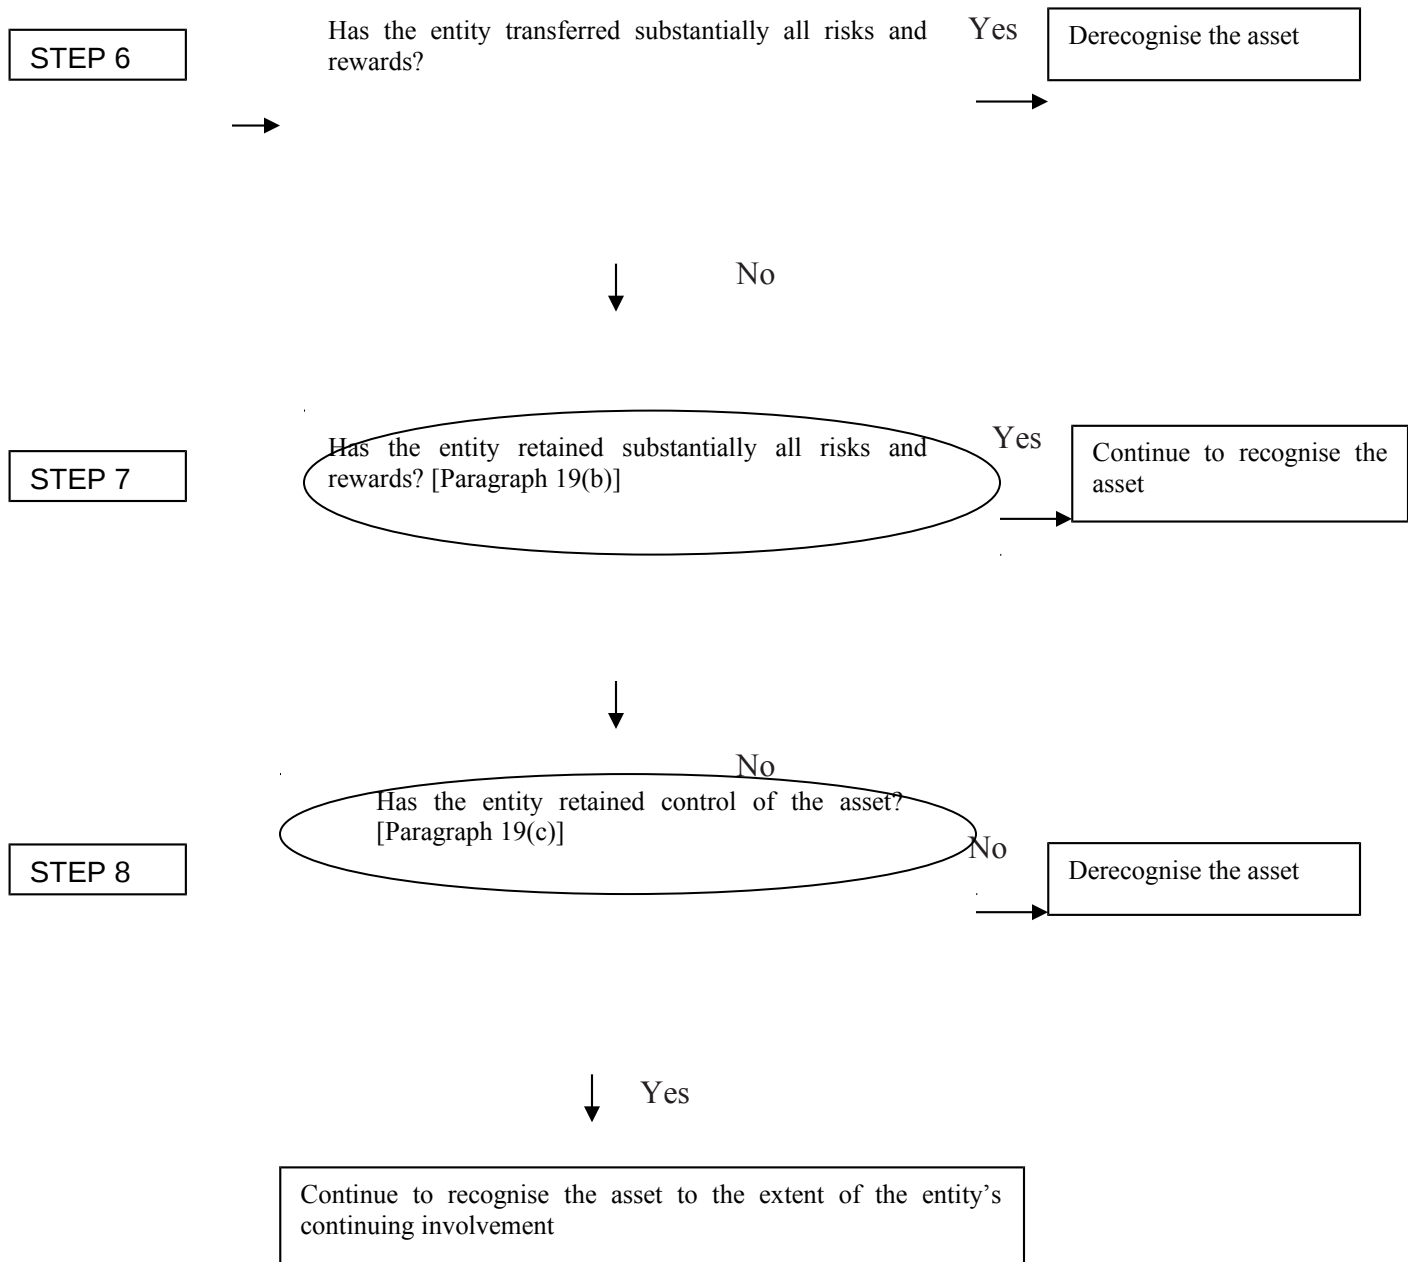 STEP 6
Has the entity transferred substantially all risks and
rewards?
Yes
Derecognise the asset
No
STEP 7
Has the entity retained substantially all risks and
rewards? [Paragraph 19(b)]
Yes
Continue to recognise the
asset
No
STEP 8
Has the entity retained control of the asset?
[Paragraph 19(c)]
No
Derecognise the asset
Yes
Continue to recognise the asset to the extent of the entity’s
continuing involvement